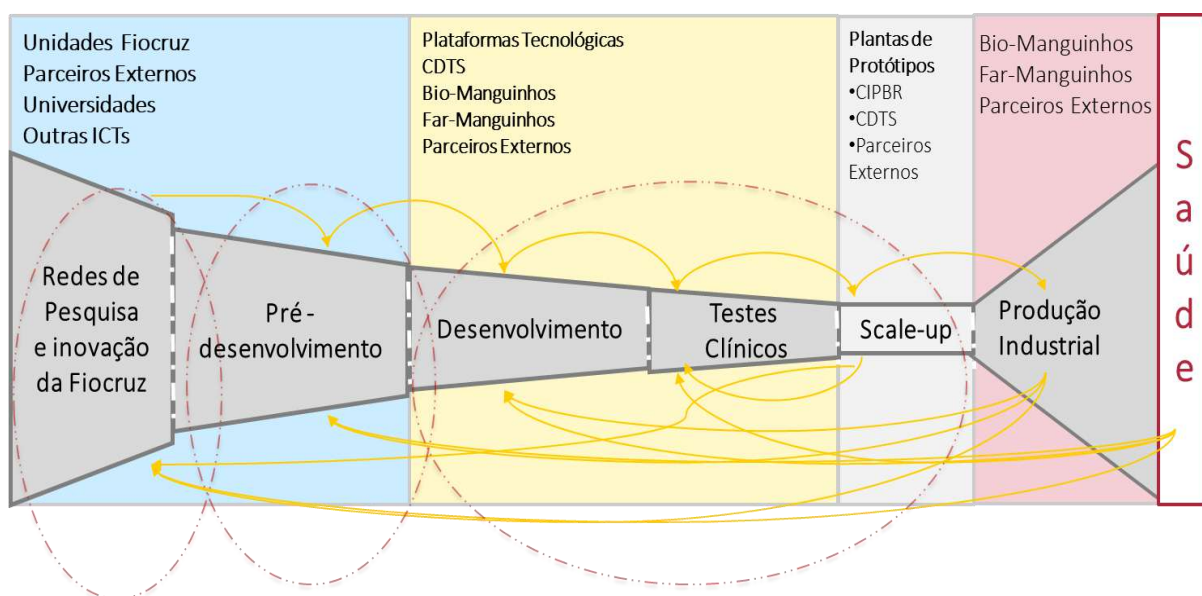 Unidades Fiocruz
Parceiros Externos
Universidades
Outras ICTs
Plataformas Tecnológicas
CDTS
Bio-Manguinhos
Far-Manguinhos
Parceiros Externos
Plantas de
Protótipos
•CIPBR
•CDTS
•Parceiros
Externos
Bio-Manguinhos
Far-Manguinhos
Parceiros Externos
Redes de
Pesquisa
e inovação
da Fiocruz
Pré -
desenvolvimento
Desenvolvimento
Testes
Clínicos
Scale-up
Produção
Industrial
S
a
ú
d
e